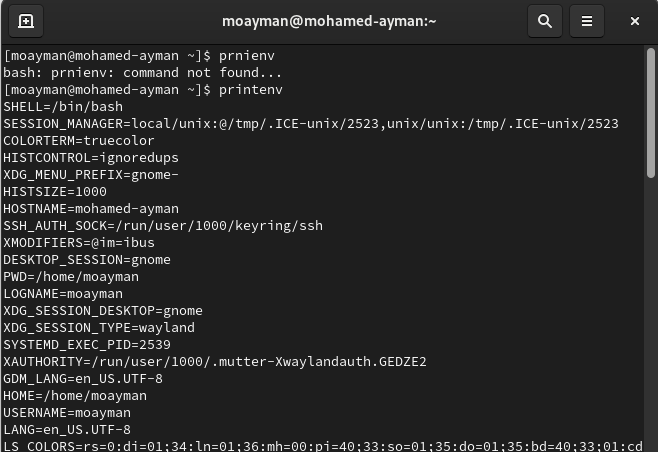 moayman@mohamed-ayman:~
[moayman@mohamed-ayman ~]$ prnienv
bash: prnienv: command not found...
[moayman@mohamed-ayman ~]$ printenv
SHELL=/bin/bash
SESSION_MANAGER=local/unix:@/tmp/.ICE-unix/2523,unix/unix:/tmp/.ICE-unix/2523
COLORTERM=truecolor
HISTCONTROL=ignoredups
XDG_MENU_PREFIX=gnome-
HISTSIZE=1000
HOSTNAME=mohamed-ayman
SSH_AUTH_SOCK=/run/user/1000/keyring/ssh
XMODIFIERS=@im=ibus
DESKTOP_SESSION=gnome
PWD=/home/moayman
LOGNAME=moayman
XDG_SESSION_DESKTOP=gnome
XDG_SESSION_TYPE=wayland
SYSTEMD_EXEC_PID=2539
XAUTHORITY=/run/user/1000/.mutter-Xwaylandauth.GEDZE2
GDM_LANG=en_US.UTF-8
HOME=/home/moayman
USERNAME=moayman
LANG=en_US.UTF-8
LS_COLORS=rs=0:di=01;34:ln=01;36:mh=00:pi=40;33:so=01;35:do=01;35:bd=40;33;01:cd